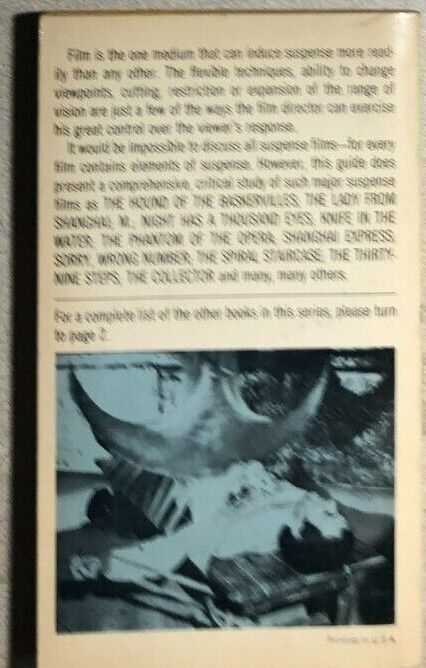 Film is the one medium that can induce suspense more read-
ily than any other. The flexible techniques, ability to change
viewpoints, cutting, restriction or expansion of the range of
vision are just a few of the ways the film director can exercise
his great control over the viewer's response.
It would be impossible to discuss all suspense films—for every
film contains elements of suspense. However, this guide does
present a comprehensive, critical study of such major suspense
films as THE HOUND OF THE BASKERVILLES, THE LADY FROM
SHANGHAI, M., NIGHT HAS A THOUSAND EYES, KNIFE IN THE
WATER, THE PHANTOM OF THE OPERA, SHANGHAI EXPRESS,
SORRY, WRONG NUMBER, THE SPIRAL STAIRCASE, THE THIRTY-
NINE STEPS, THE COLLECTOR and many, many others.
For a complete list of the other books in this series, please turn
to page 2.
Printed in U.S.A.